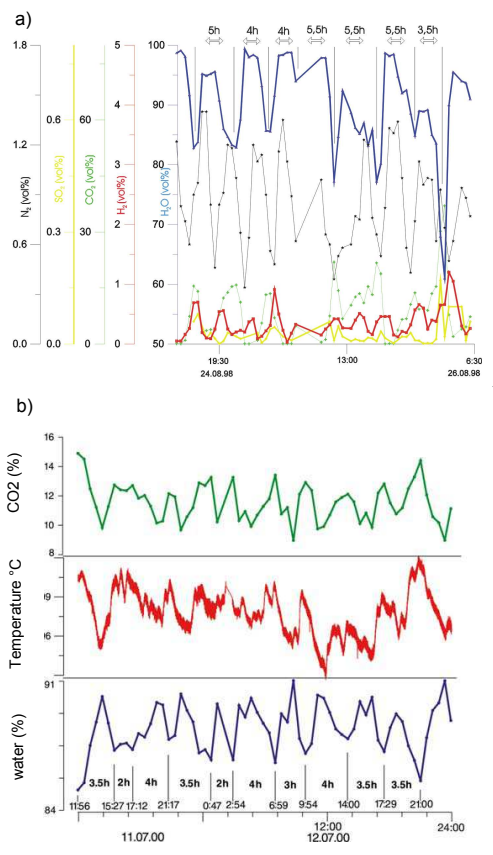 a)
5h 4h 4h 5,5h 5,5h 5,5h 3,5h
1.8 5 100
90
0.6 60 4
1.2
3
80
N2 (vol%)
SO2 (vol%)
CO2 (vol%)
H2 (vol%)
H2O (vol%)
2
70
0.6 0.3 30
1
60
0.0 0.0 0 0 50
19:30 13:00 6:30
24.08.98 26.08.98
b)
16
14
12
10
8
CO2 (%)
Temperature °C
99
96
91
water (%)
84
3.5h 2h 4h 3.5h 2h 4h 3h 4h 3.5h 3.5h
11:56 15:27 17:12 21:17 0:47 2:54 6:59 9:54 14:00 17:29 21:00
12:00 24:00
11.07.00 12.07.00